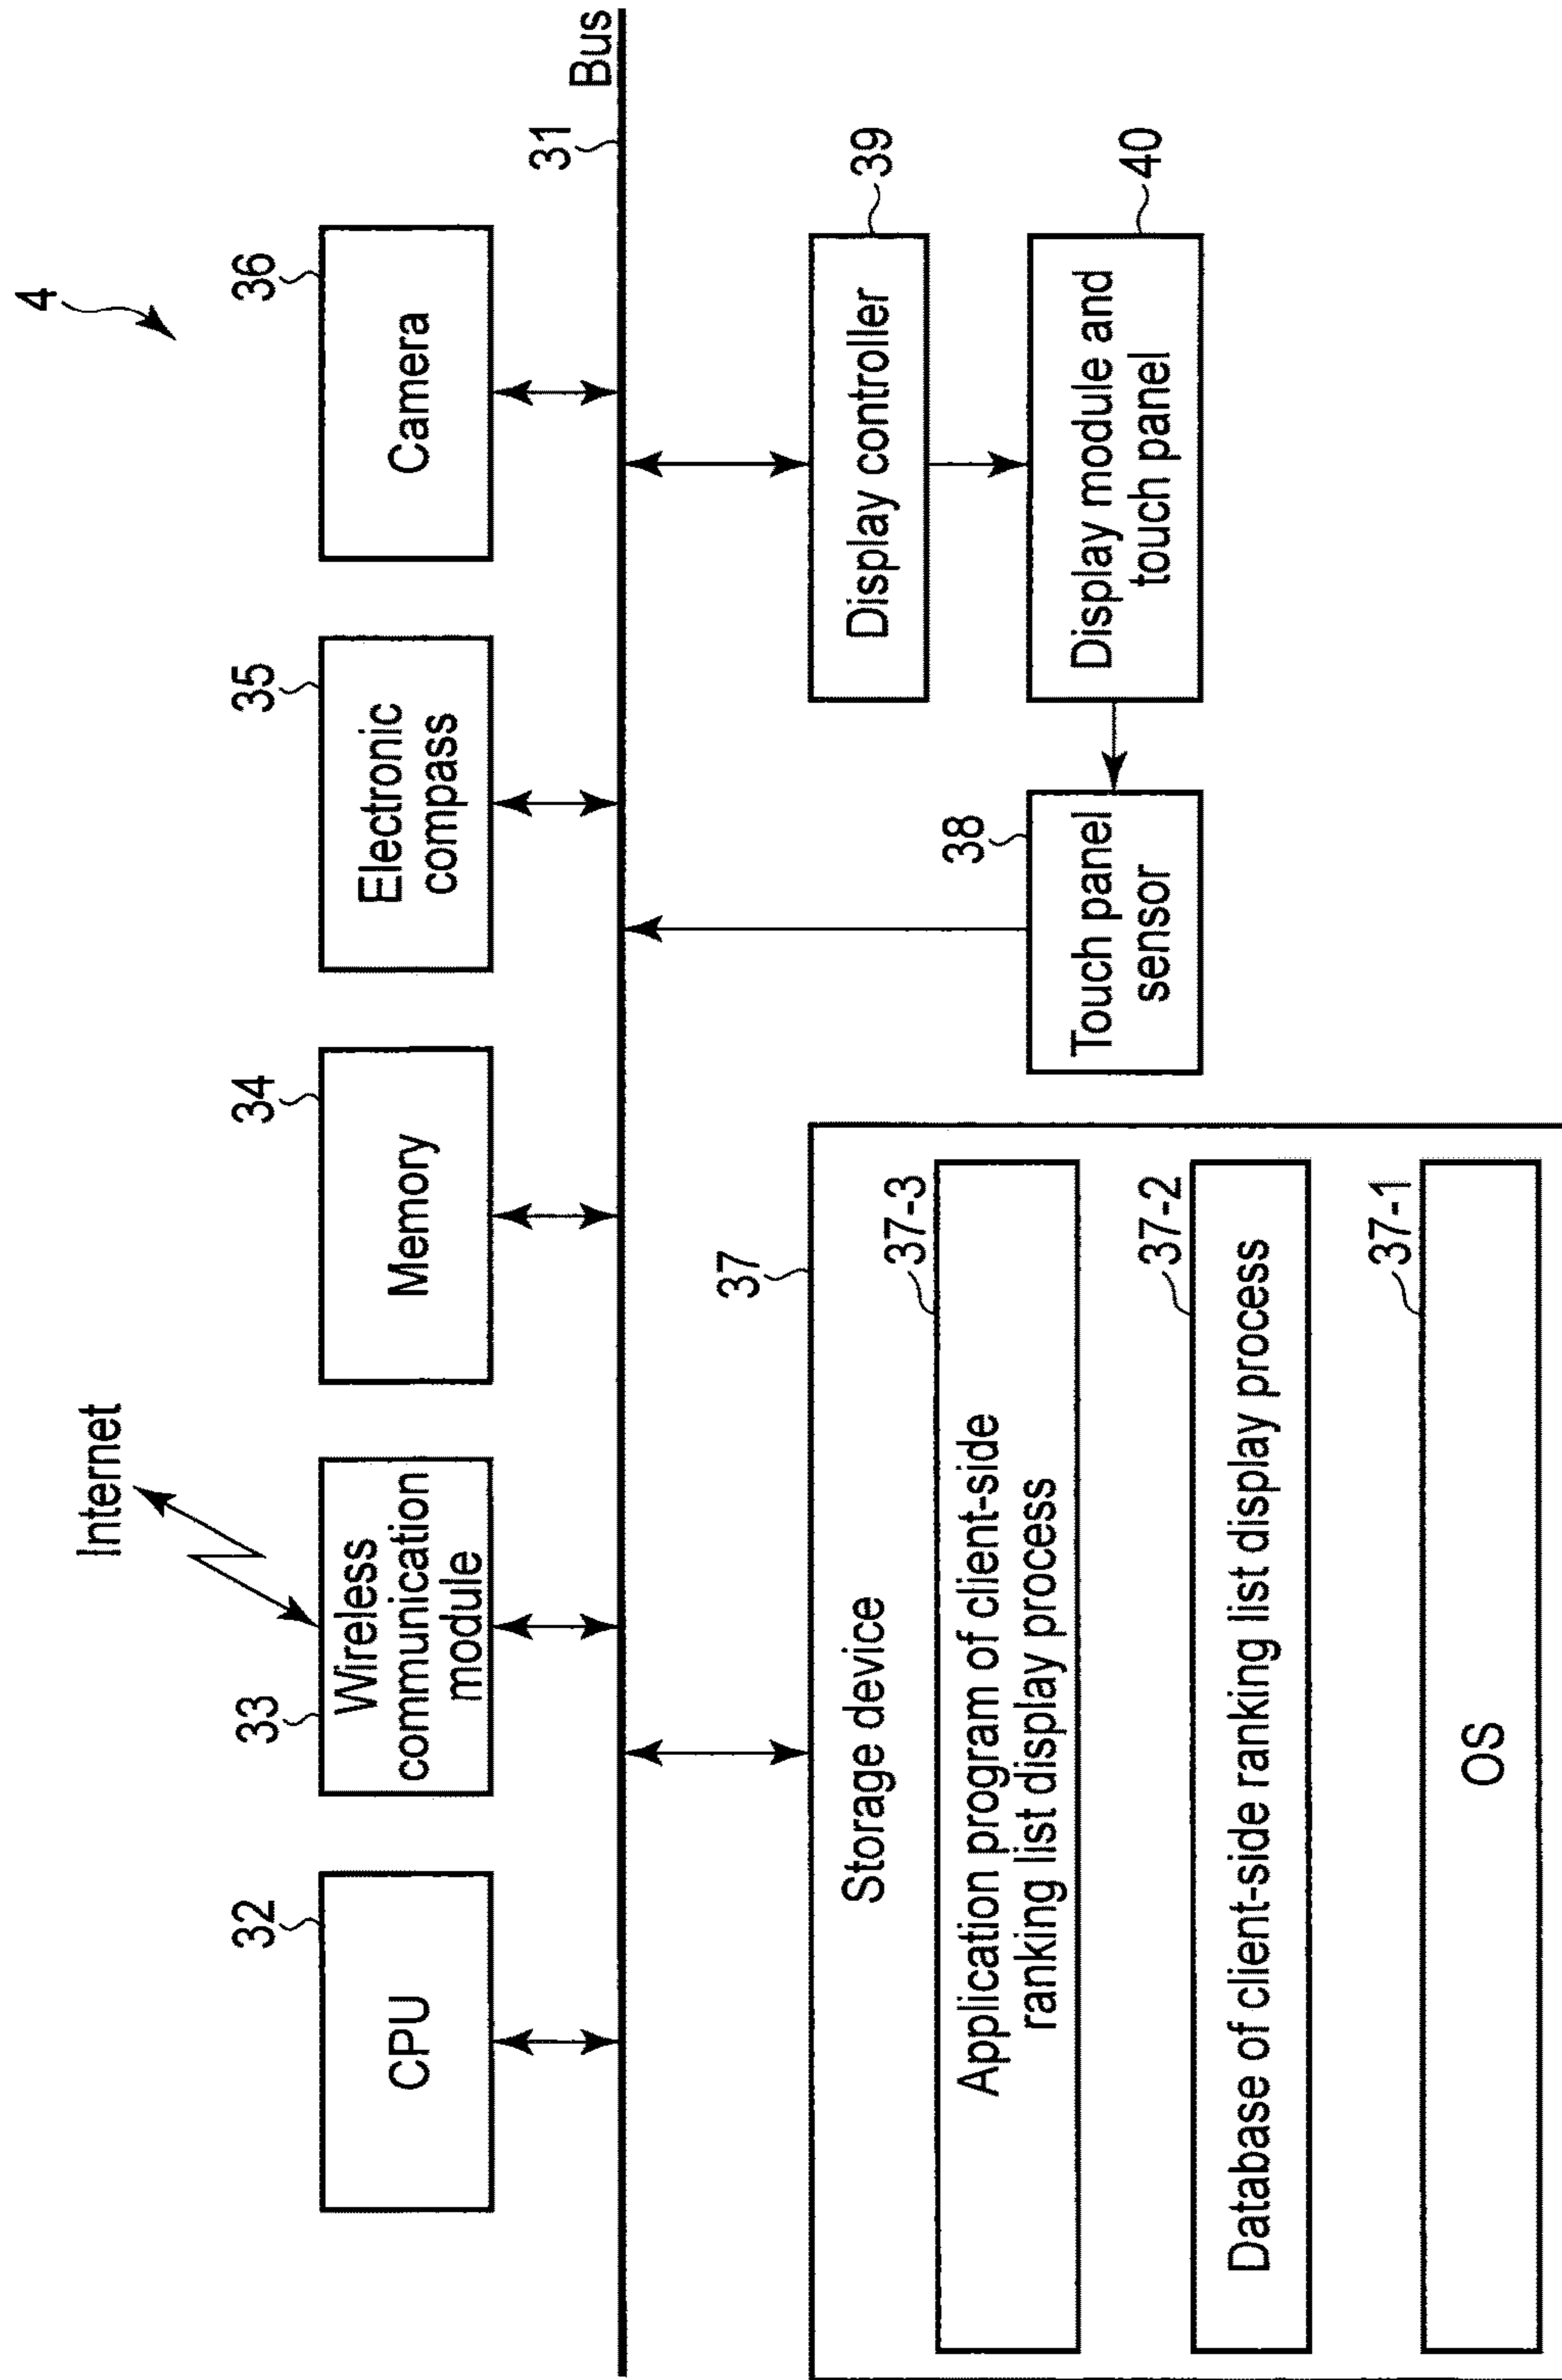 4
Internet
32
CPU
33
Wireless
communication
module
34
Memory
35
Electronic
compass
36
Camera
31
Bus
37
Storage device
37-3
Application program of client-side
ranking list display process
37-2
Database of client-side ranking list display process
37-1
OS
38
Touch panel
sensor
39
Display controller
40
Display module and
touch panel